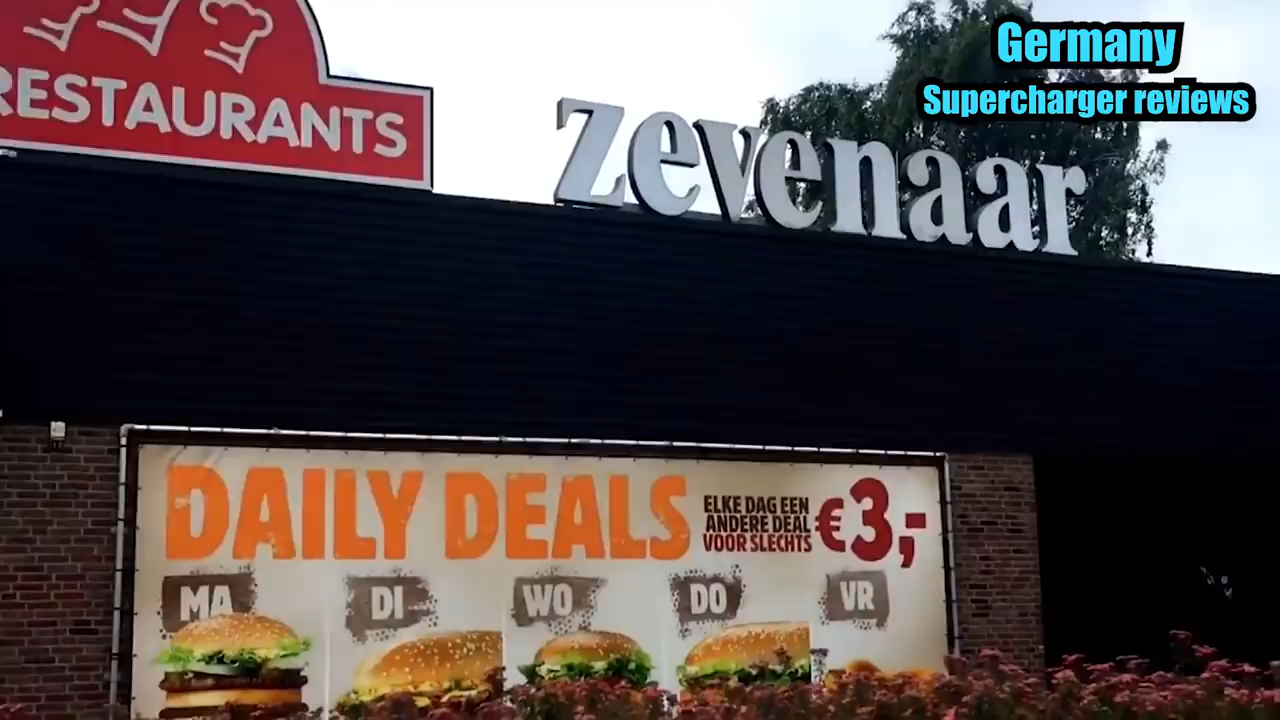 Germany
Supercharger reviews
RESTAURANTS
zevenaar
DAILY DEALS
ELKE DAG EEN
ANDERE DEAL
VOOR SLECHTS
€3,-
MA DI WO DO VR